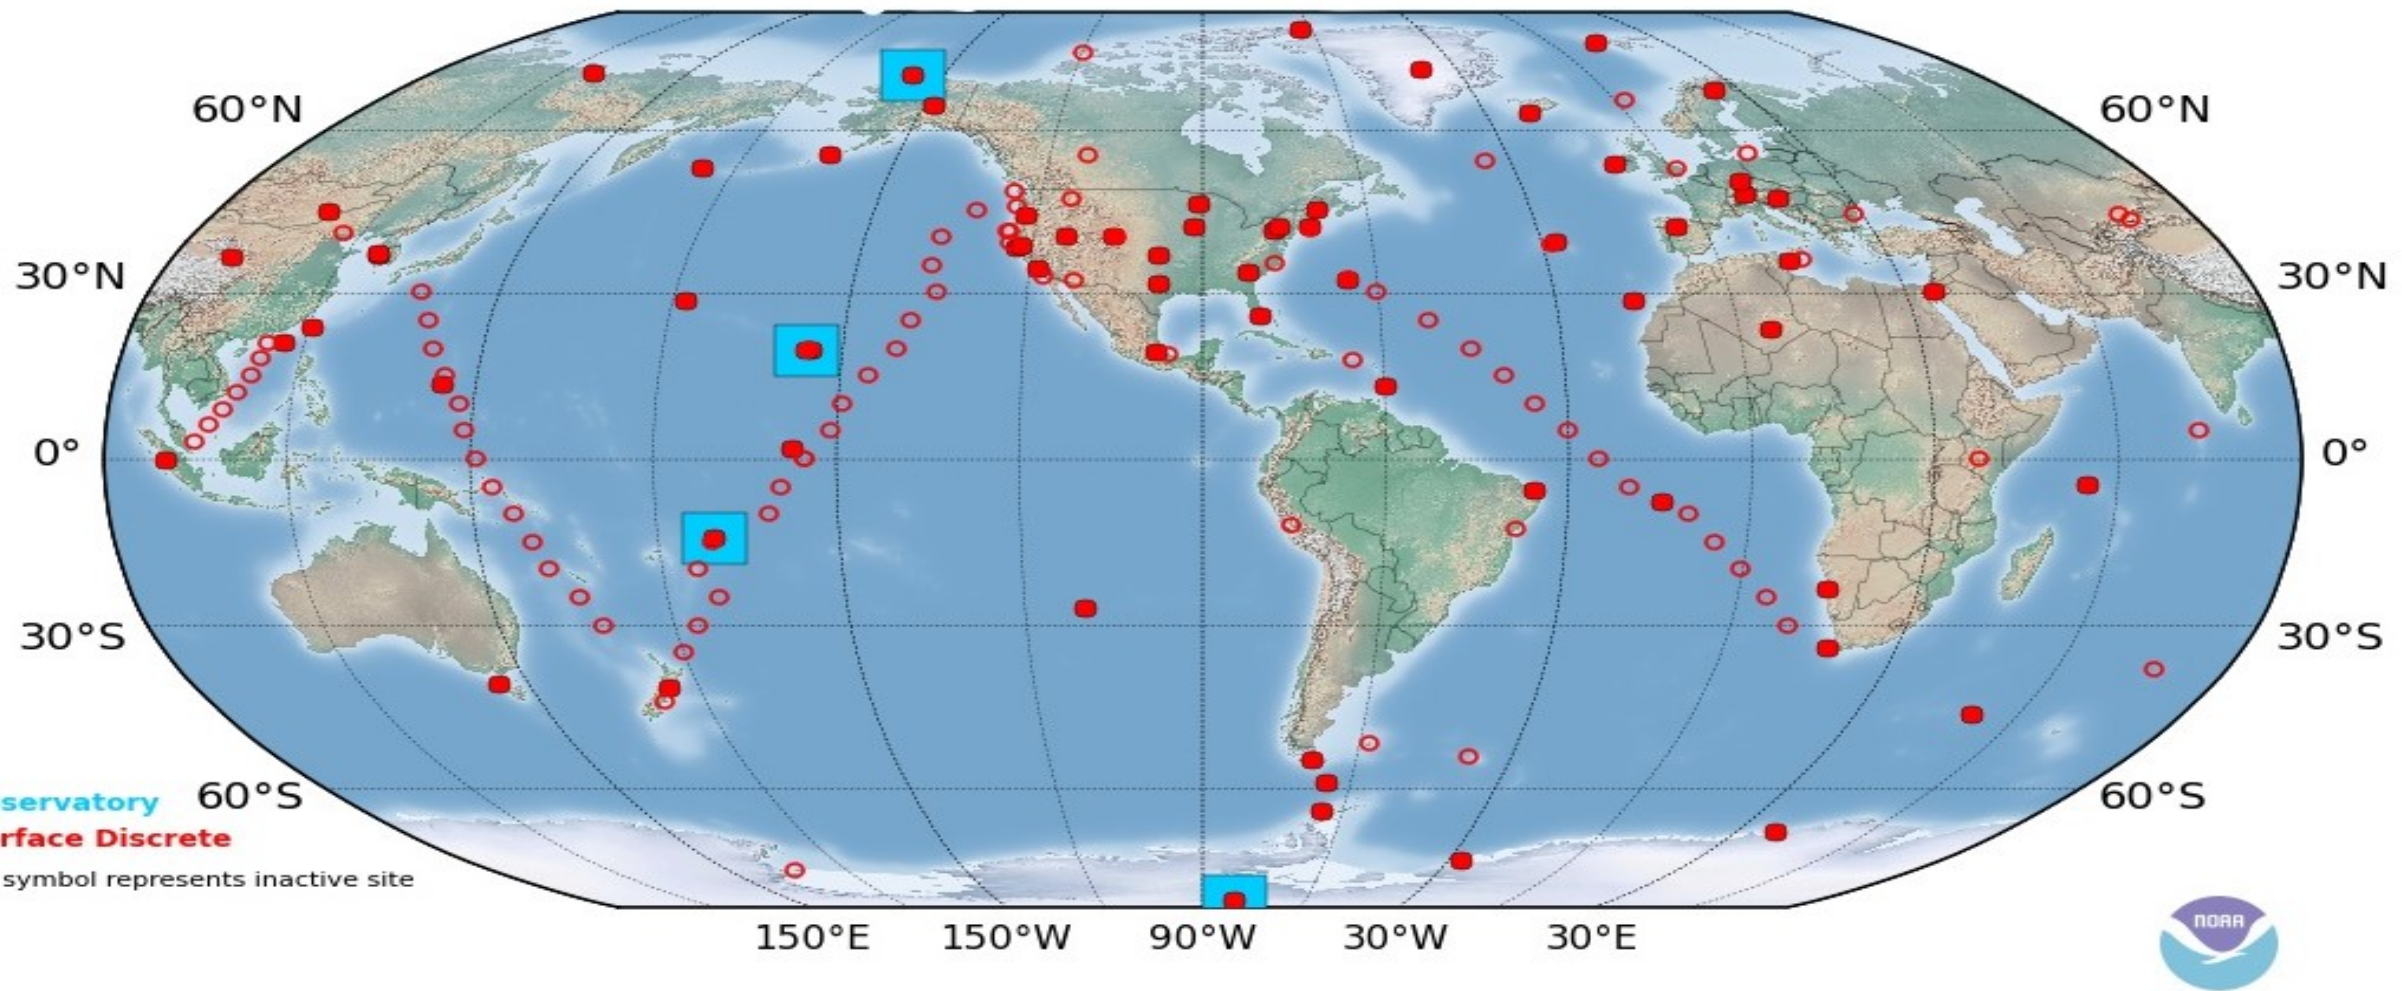 60°N 60°N
30°N 30°N
0° 0°
30°S 30°S
60°S 60°S
servatory
rface Discrete
symbol represents inactive site
150°E 150°W 90°W 30°W 30°E
NOAA